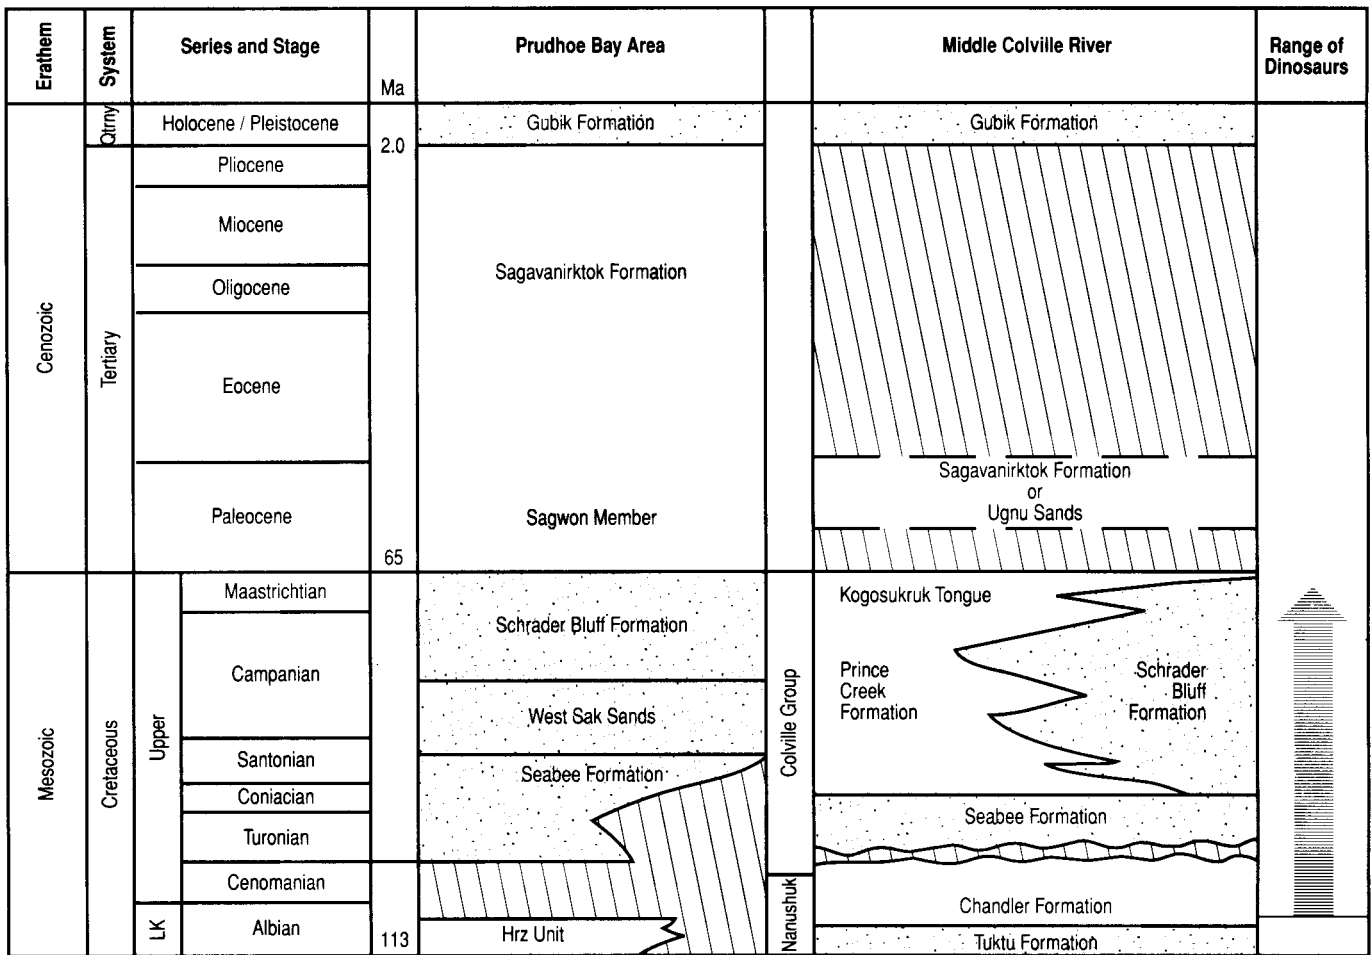 Erathem
System
Series and Stage
Ma
Prudhoe Bay Area
Middle Colville River
Range of
Dinosaurs
Cenozoic
Qtrny
Holocene / Pleistocene
2.0
Gubik Formation
Gubik Formation
Tertiary
Pliocene
Miocene
Oligocene
Eocene
Paleocene
65
Sagavanirktok Formation
Sagwon Member
Sagavanirktok Formation
or
Ugnu Sands
Mesozoic
Cretaceous
Upper
LK
Maastrichtian
Campanian
Santonian
Coniacian
Turonian
Cenomanian
Albian
113
Schrader Bluff Formation
West Sak Sands
Seabee Formation
Hrz Unit
Colville Group
Nanushuk
Kogosukruk Tongue
Prince
Creek
Formation
Schrader
Bluff
Formation
Seabee Formation
Chandler Formation
Tuktu Formation